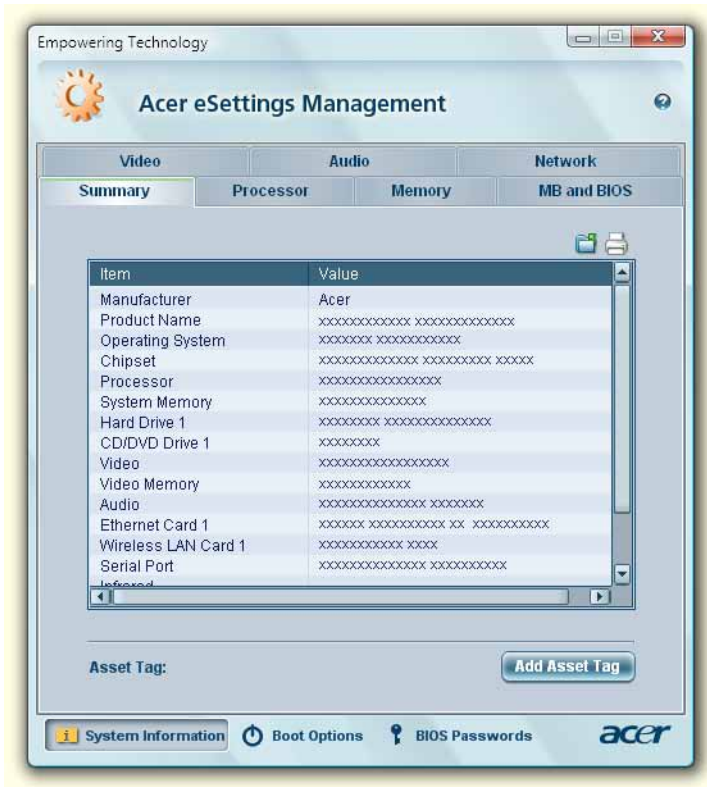 Empowering Technology
Acer eSettings Management
Video Audio Network
Summary Processor Memory MB and BIOS
Item Value
Manufacturer Acer
Product Name xxxxxxxxxxxx xxxxxxxxxxxxx
Operating System xxxxxxx xxxxxxxxxxx
Chipset xxxxxxxxxxxxx xxxxxxxxx xxxxx
Processor xxxxxxxxxxxxxxxx
System Memory xxxxxxxxxxxxxx
Hard Drive 1 xxxxxxxx xxxxxxxxxxxxxx
CD/DVD Drive 1 xxxxxxxx
Video xxxxxxxxxxxxxxxxx
Video Memory xxxxxxxxxxxx
Audio xxxxxxxxxxxxxx xxxxxxx
Ethernet Card 1 xxxxxx xxxxxxxxxx xx xxxxxxxxxx
Wireless LAN Card 1 xxxxxxxxxxx xxxx
Serial Port xxxxxxxxxxxxxx xxxxxxxxxx
Infrared
Asset Tag: Add Asset Tag
System Information Boot Options BIOS Passwords acer